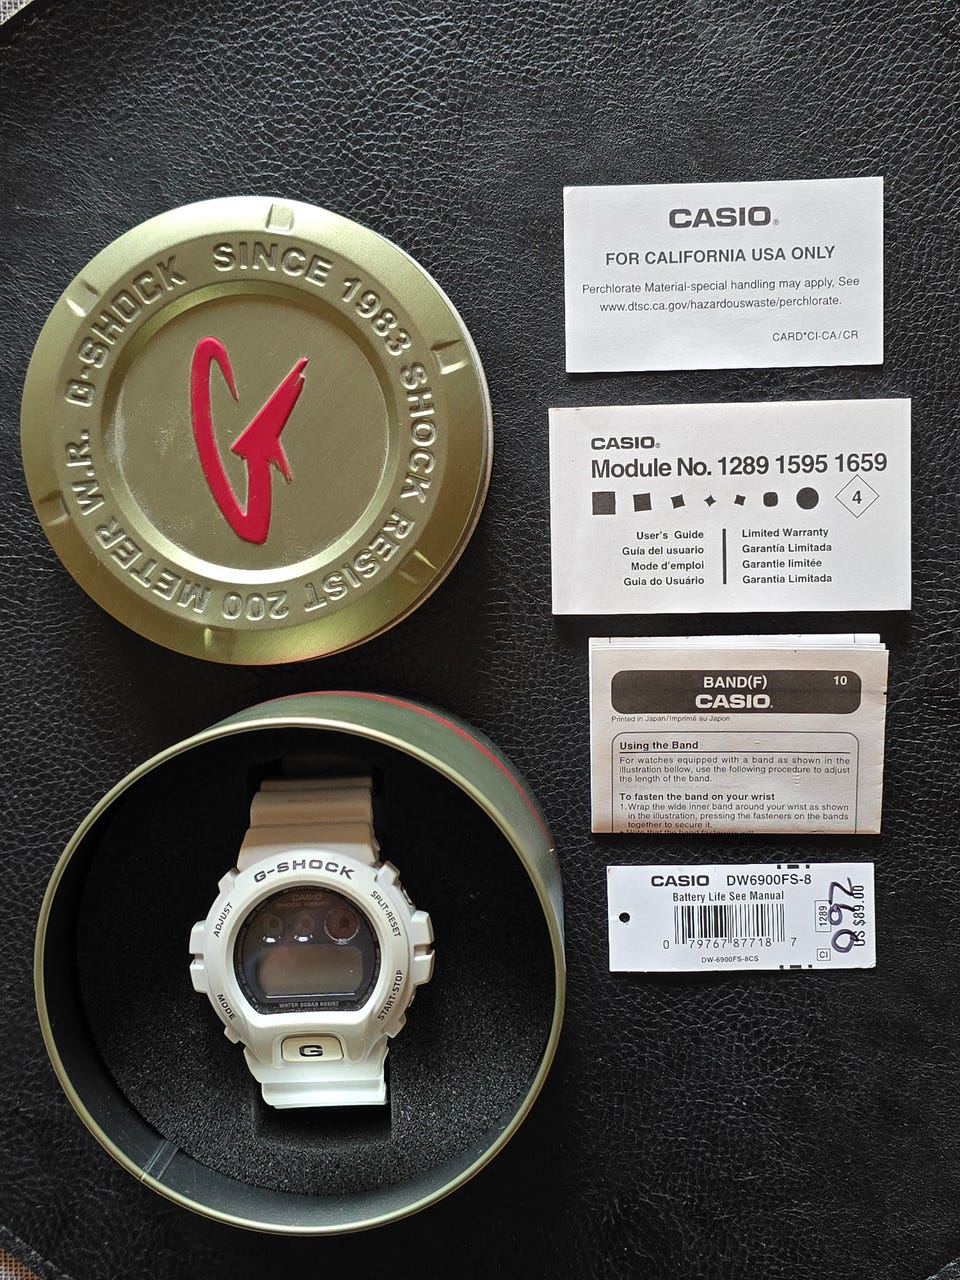 G-SHOCK SINCE 1983 SHOCK RESIST 200 METER W.R.
CASIO®
FOR CALIFORNIA USA ONLY
Perchlorate Material-special handling may apply, See
www.dtsc.ca.gov/hazardouswaste/perchlorate.
CARD*CI-CA/CR
CASIO®
Module No. 1289 1595 1659
4
User's Guide
Guía del usuario
Mode d'emploi
Guia do Usuário
Limited Warranty
Garantía Limitada
Garantie limitée
Garantia Limitada
BAND(F) 10
CASIO®
Printed in Japan/Imprimé au Japon
Using the Band
For watches equipped with a band as shown in the
illustration bellow, use the following procedure to adjust
the length of the band.
To fasten the band on your wrist
1.Wrap the wide inner band around your wrist as shown
in the illustration, pressing the fasteners on the bands
together to secure it.
• Note that the band fasteners will
CASIO DW6900FS-8
Battery Life See Manual
0 79767 87718 7
DW-6900FS-8CS
1289
CI
US $89.00
G-SHOCK
ADJUST
SPLIT·RESET
MODE
START·STOP
CASIO
SHOCK RESIST
WATER 20BAR RESIST
G